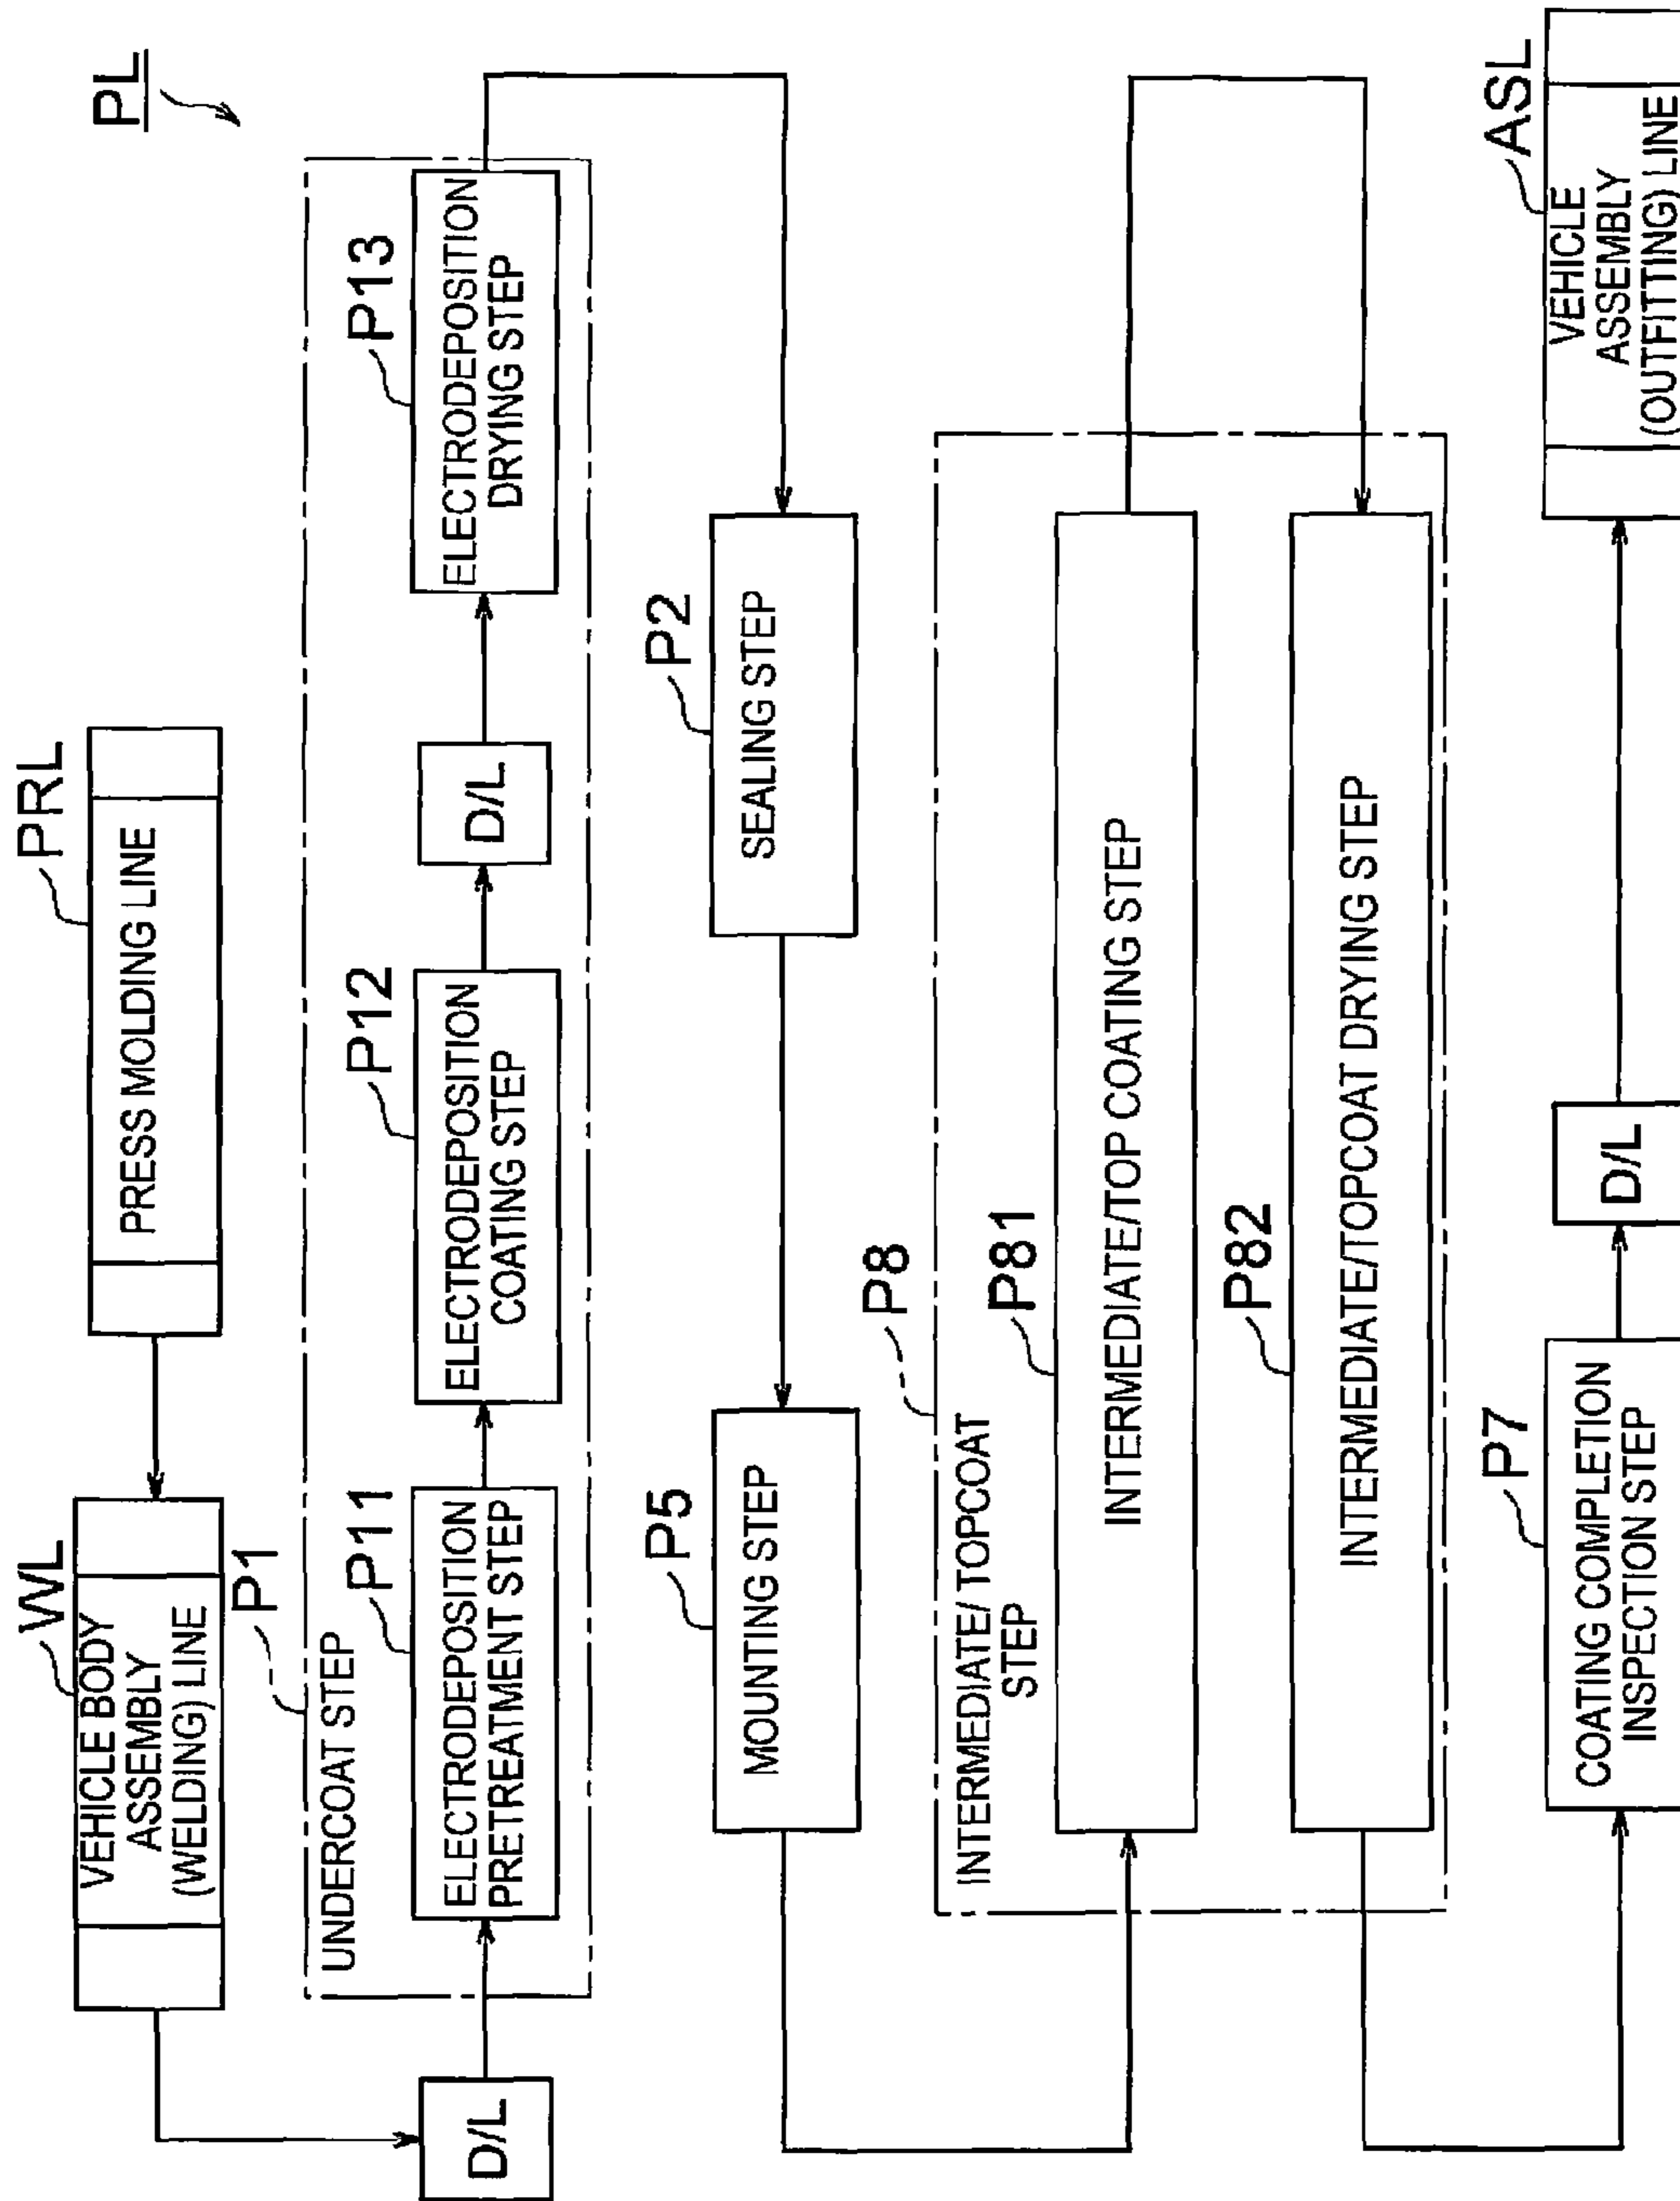 PL
PRL
PRESS MOLDING LINE
WL
VEHICLE BODY
ASSEMBLY
(WELDING) LINE
D/L
P1
UNDERCOAT STEP
P11
ELECTRODEPOSITION
PRETREATMENT STEP
P12
ELECTRODEPOSITION
COATING STEP
D/L
P13
ELECTRODEPOSITION
DRYING STEP
P2
SEALING STEP
P5
MOUNTING STEP
P8
INTERMEDIATE/TOPCOAT
STEP
P81
INTERMEDIATE/TOP COATING STEP
P82
INTERMEDIATE/TOPCOAT DRYING STEP
P7
COATING COMPLETION
INSPECTION STEP
D/L
ASL
VEHICLE
ASSEMBLY
(OUTFITTING) LINE